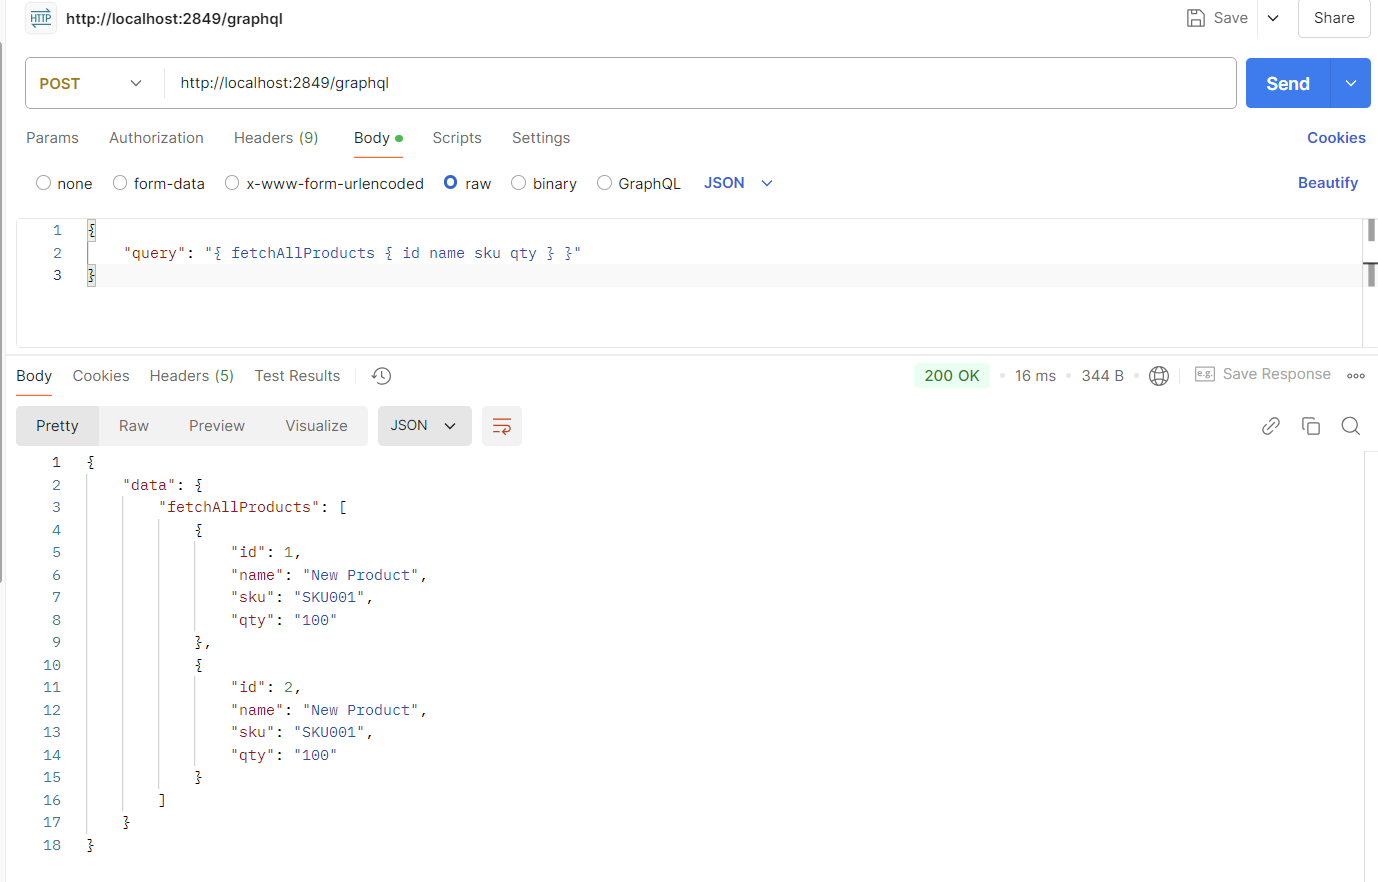 HTTP http://localhost:2849/graphql Save Share
POST http://localhost:2849/graphql Send
Params Authorization Headers (9) Body Scripts Settings Cookies
none form-data x-www-form-urlencoded raw binary GraphQL JSON Beautify
1 {
2 "query": "{ fetchAllProducts { id name sku qty } }"
3 }
Body Cookies Headers (5) Test Results 200 OK 16 ms 344 B e.g. Save Response
Pretty Raw Preview Visualize JSON
1 {
2 "data": {
3 "fetchAllProducts": [
4 {
5 "id": 1,
6 "name": "New Product",
7 "sku": "SKU001",
8 "qty": "100"
9 },
10 {
11 "id": 2,
12 "name": "New Product",
13 "sku": "SKU001",
14 "qty": "100"
15 }
16 ]
17 }
18 }